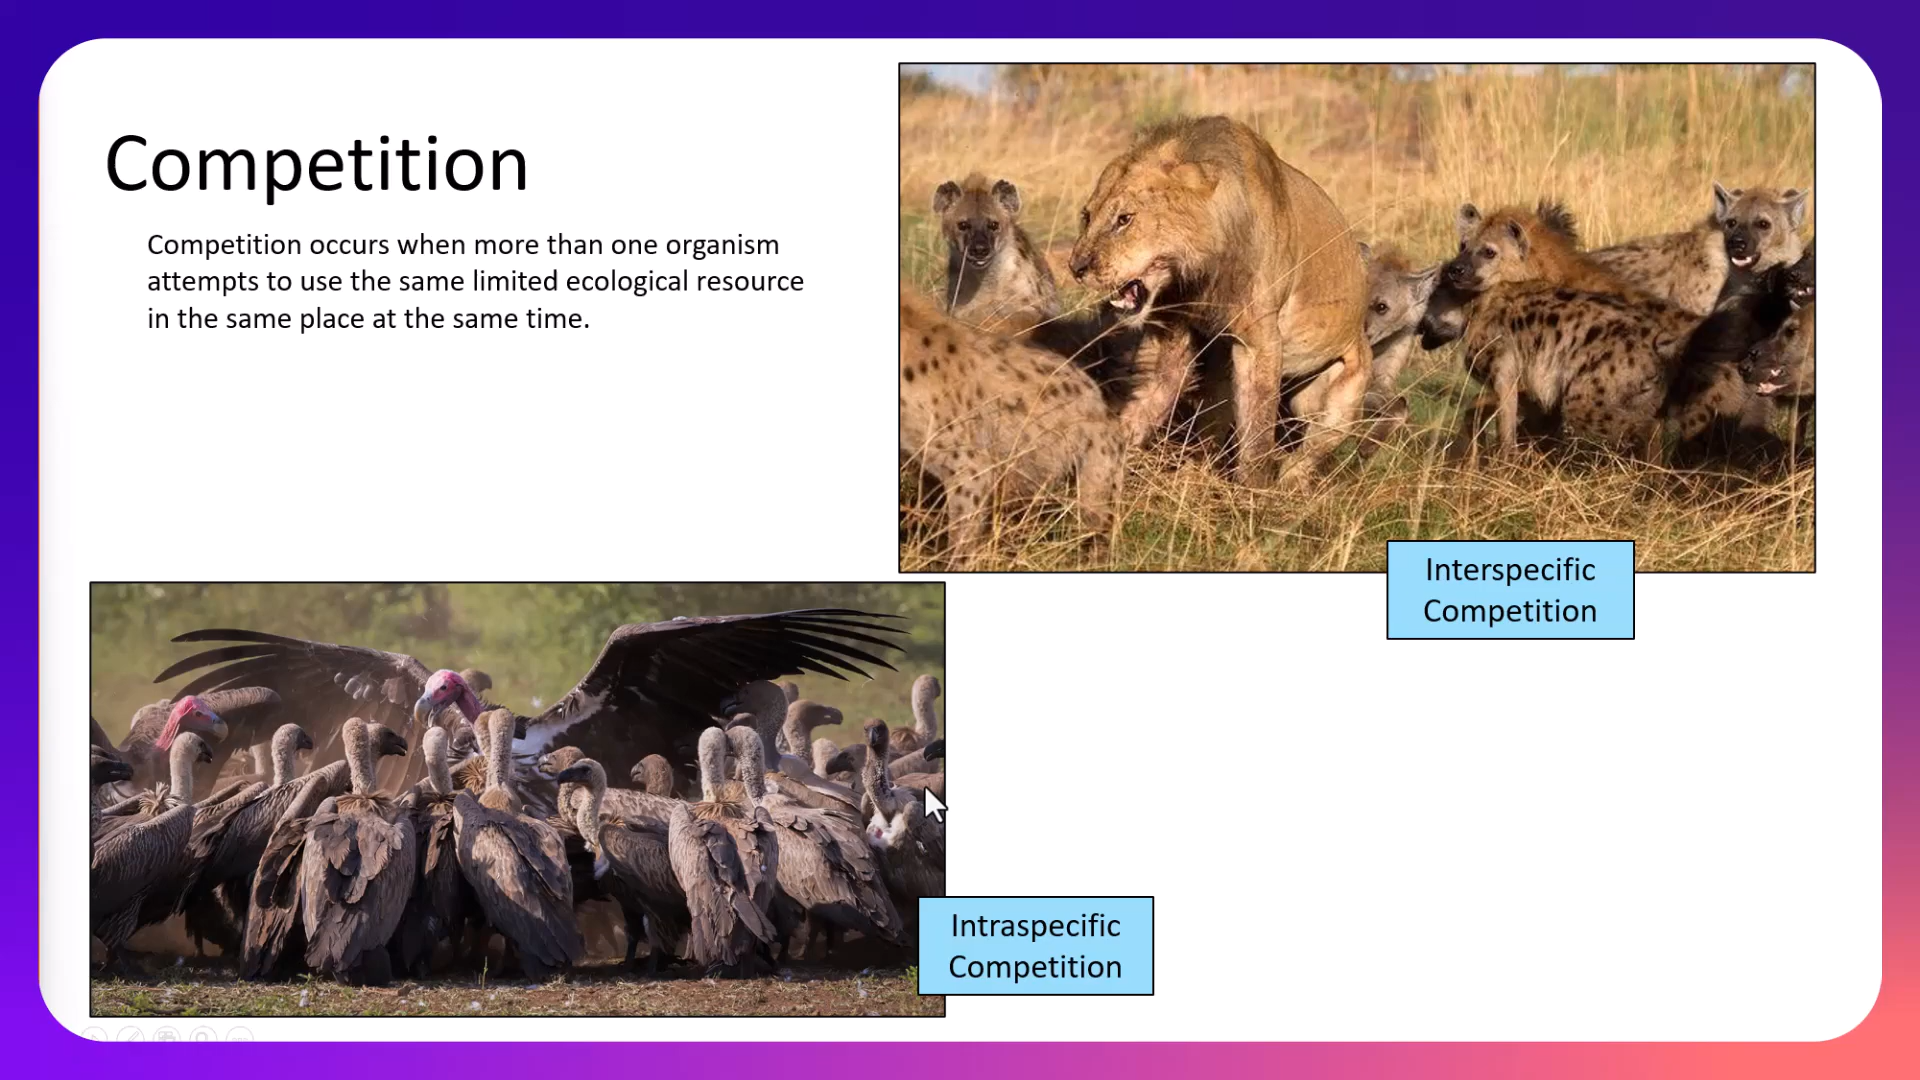 Competition
Competition occurs when more than one organism
attempts to use the same limited ecological resource
in the same place at the same time.
Interspecific
Competition
Intraspecific
Competition